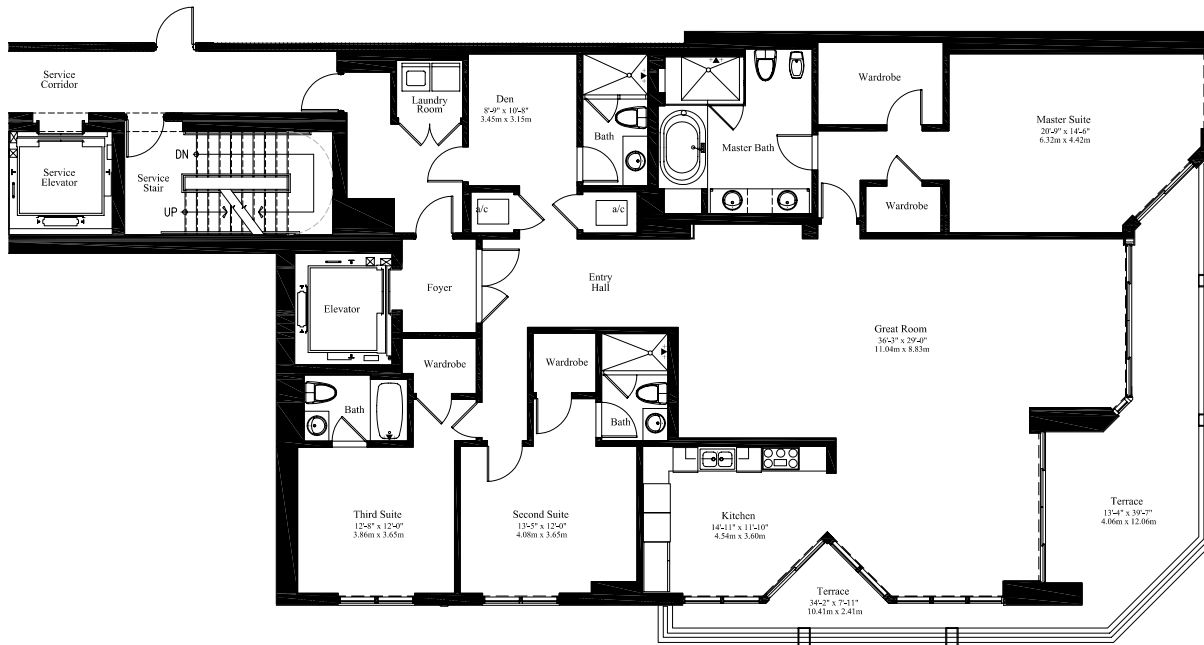 Service
Corridor
Laundry
Room
Den
8'-9" x 10'-8"
3.45m x 3.15m
Bath
Master Bath
Wardrobe
Master Suite
20'-9" x 14'-6"
6.32m x 4.42m
Service
Elevator
DN
Service
Stair
UP
a/c
a/c
Wardrobe
Elevator
Foyer
Entry
Hall
Great Room
36'-3" x 29'-0"
11.04m x 8.83m
Wardrobe
Wardrobe
Bath
Bath
Third Suite
12'-8" x 12'-0"
3.86m x 3.65m
Second Suite
13'-5" x 12'-0"
4.08m x 3.65m
Kitchen
14'-11" x 11'-10"
4.54m x 3.60m
Terrace
13'-4" x 39'-7"
4.06m x 12.06m
Terrace
34'-2" x 7'-11"
10.41m x 2.41m